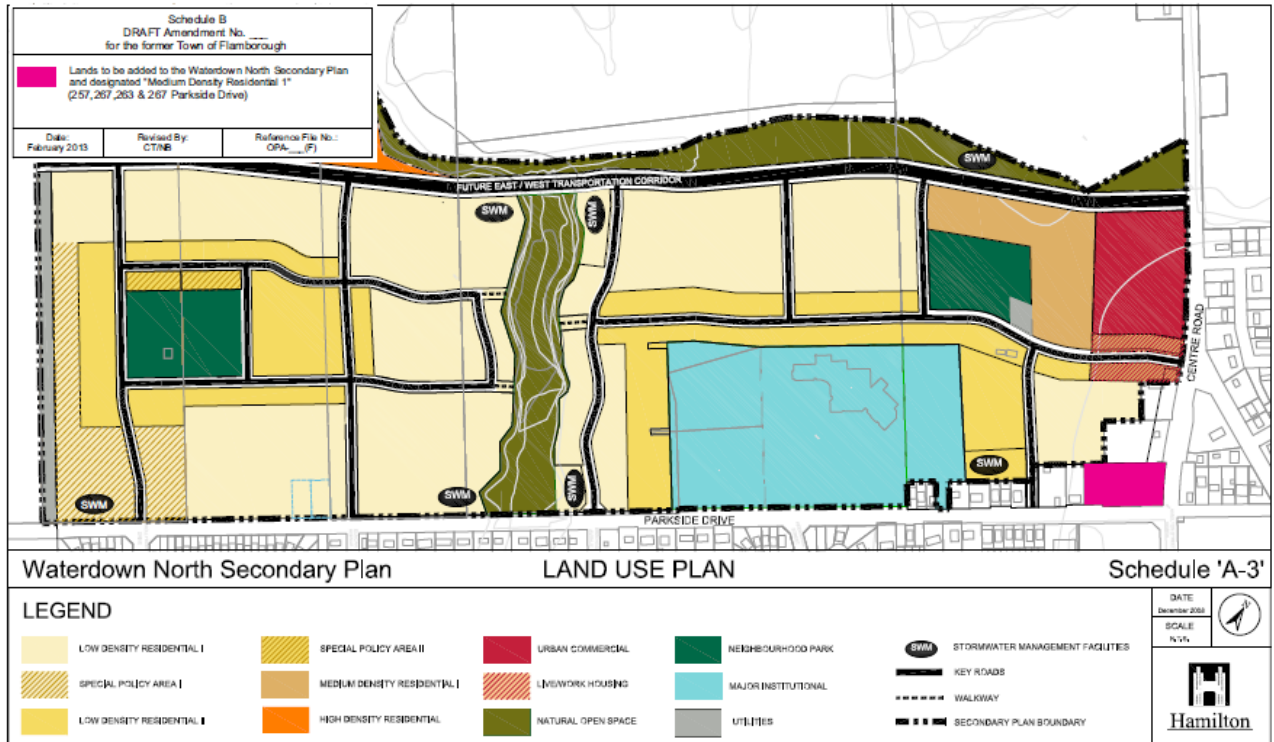 Schedule B
DRAFT Amendment No. ___
for the former Town of Flamborough
Lands to be added to the Waterdown North Secondary Plan
and designated "Medium Density Residential 1"
(257,267,263 & 267 Parkside Drive)
Date:
February 2013
Revised By:
CT/NB
Reference File No.:
OPA-___(F)
SWM
FUTURE EAST / WEST TRANSPORTATION CORRIDOR
SWM
SWM
CENTRE ROAD
SWM
SWM
SWM
SWM
PARKSIDE DRIVE
Waterdown North Secondary Plan
LAND USE PLAN
Schedule 'A-3'
LEGEND
LOW DENSITY RESIDENTIAL I
SPECIAL POLICY AREA I
LOW DENSITY RESIDENTIAL II
SPECIAL POLICY AREA II
MEDIUM DENSITY RESIDENTIAL I
HIGH DENSITY RESIDENTIAL
URBAN COMMERCIAL
LIVE/WORK HOUSING
NATURAL OPEN SPACE
NEIGHBOURHOOD PARK
MAJOR INSTITUTIONAL
UTILITIES
SWM STORMWATER MANAGEMENT FACILITIES
KEY ROADS
WALKWAY
SECONDARY PLAN BOUNDARY
DATE
December
SCALE
N.T.S.
Hamilton